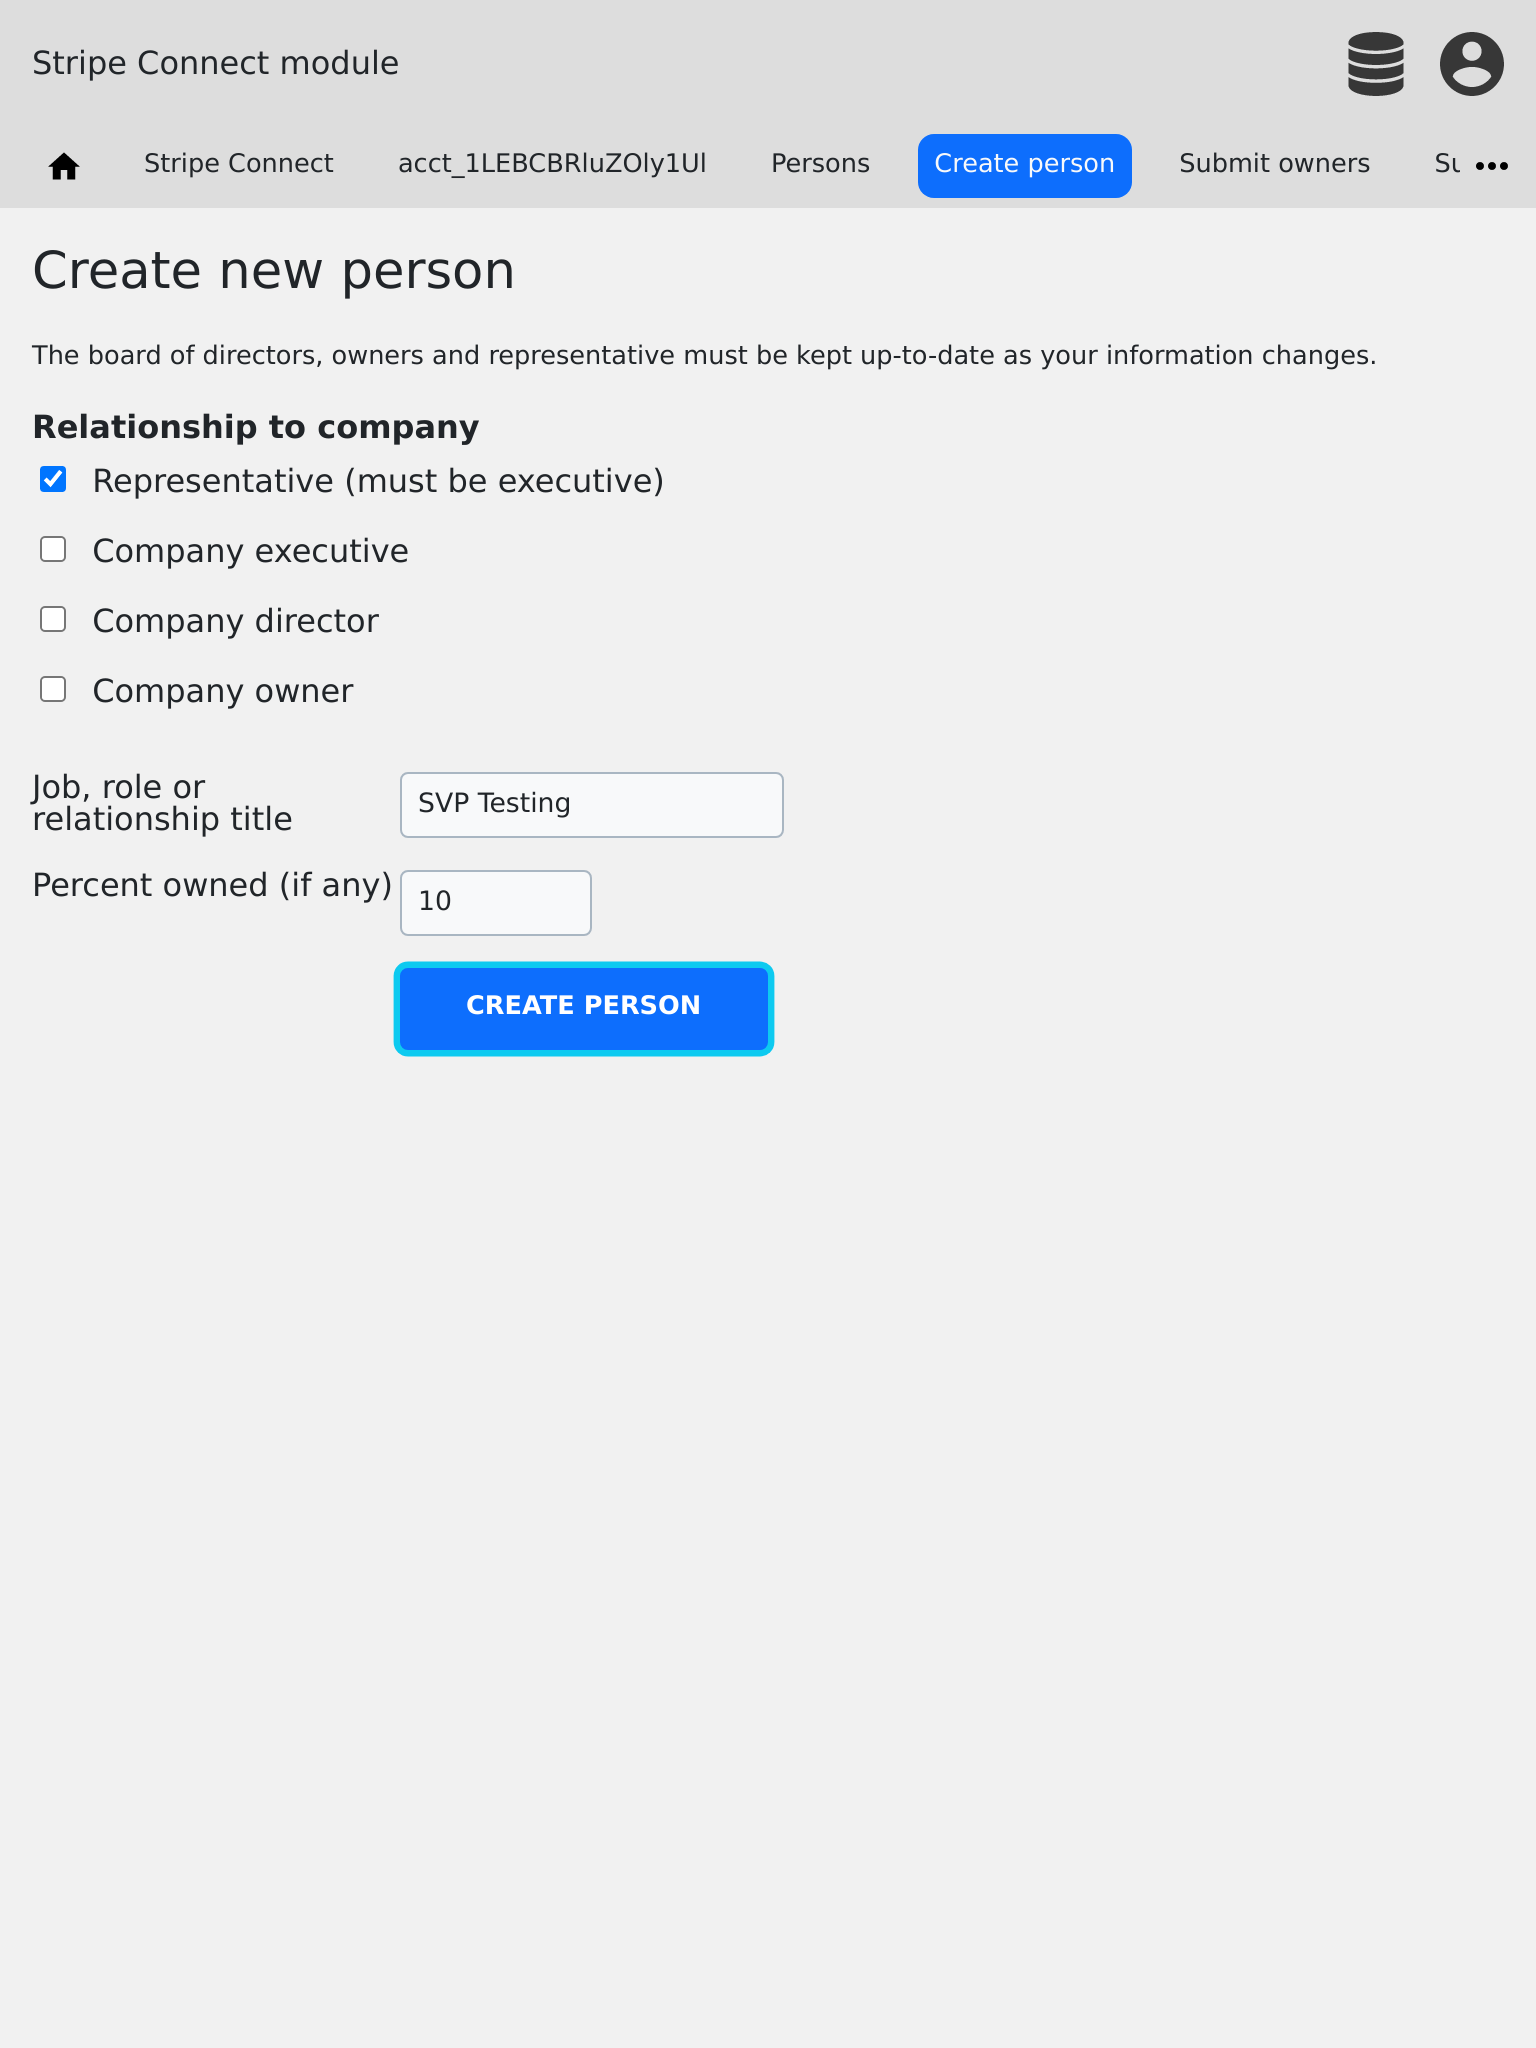 Stripe Connect module
Stripe Connect acct_1LEBCBRluZOly1Ul Persons Create person Submit owners
Create new person
The board of directors, owners and representative must be kept up-to-date as your information changes.
Relationship to company
Representative (must be executive)
Company executive
Company director
Company owner
Job, role or
relationship title
SVP Testing
Percent owned (if any)
10
CREATE PERSON